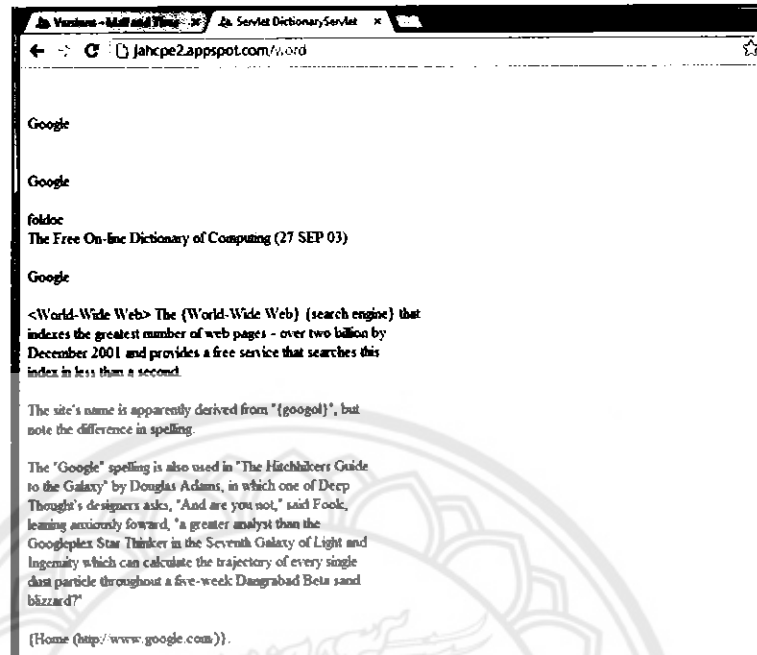 Servlet DictionaryServlet
jahcpe2.appspot.com/word
Google
Google
foldoc
The Free On-line Dictionary of Computing (27 SEP 03)
Google
<World-Wide Web> The {World-Wide Web} {search engine} that
indexes the greatest number of web pages - over two billion by
December 2001 and provides a free service that searches this
index in less than a second.
The site's name is apparently derived from "{googol}", but
note the difference in spelling.
The "Google" spelling is also used in "The Hitchhikers Guide
to the Galaxy" by Douglas Adams, in which one of Deep
Thought's designers asks, "And are you not," said Fook,
leaning anxiously foward, "a greater analyst than the
Googleplex Star Thinker in the Seventh Galaxy of Light and
Ingenuity which can calculate the trajectory of every single
dust particle throughout a five-week Dangrabad Beta sand
blizzard?"
{Home (http://www.google.com/)}.